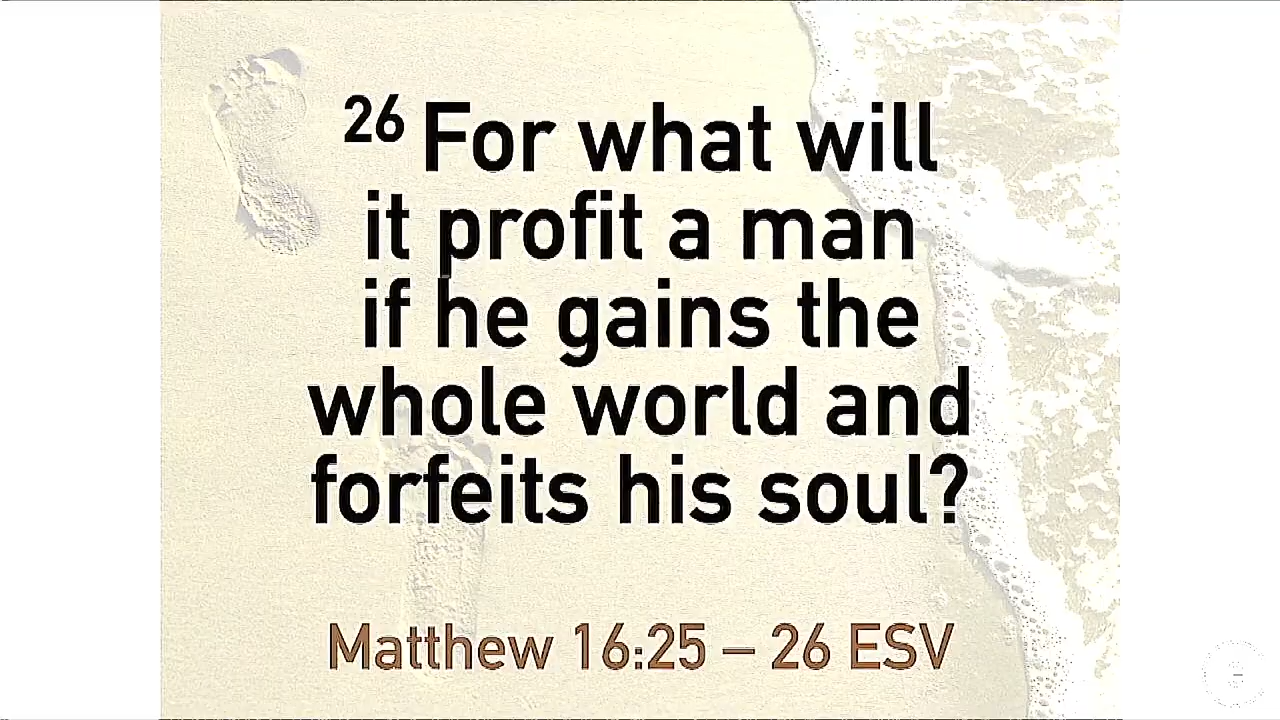 26 For what will
it profit a man
if he gains the
whole world and
forfeits his soul?
Matthew 16:25 – 26 ESV